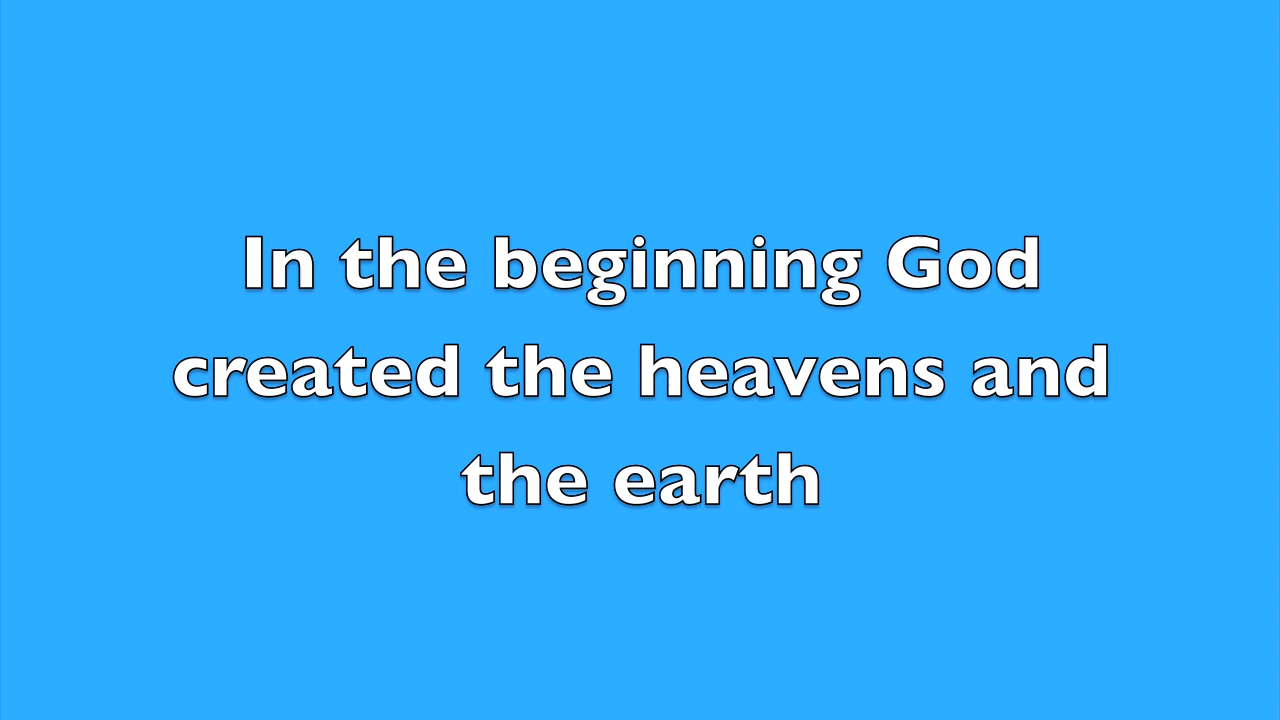 In the beginning God
created the heavens and
the earth